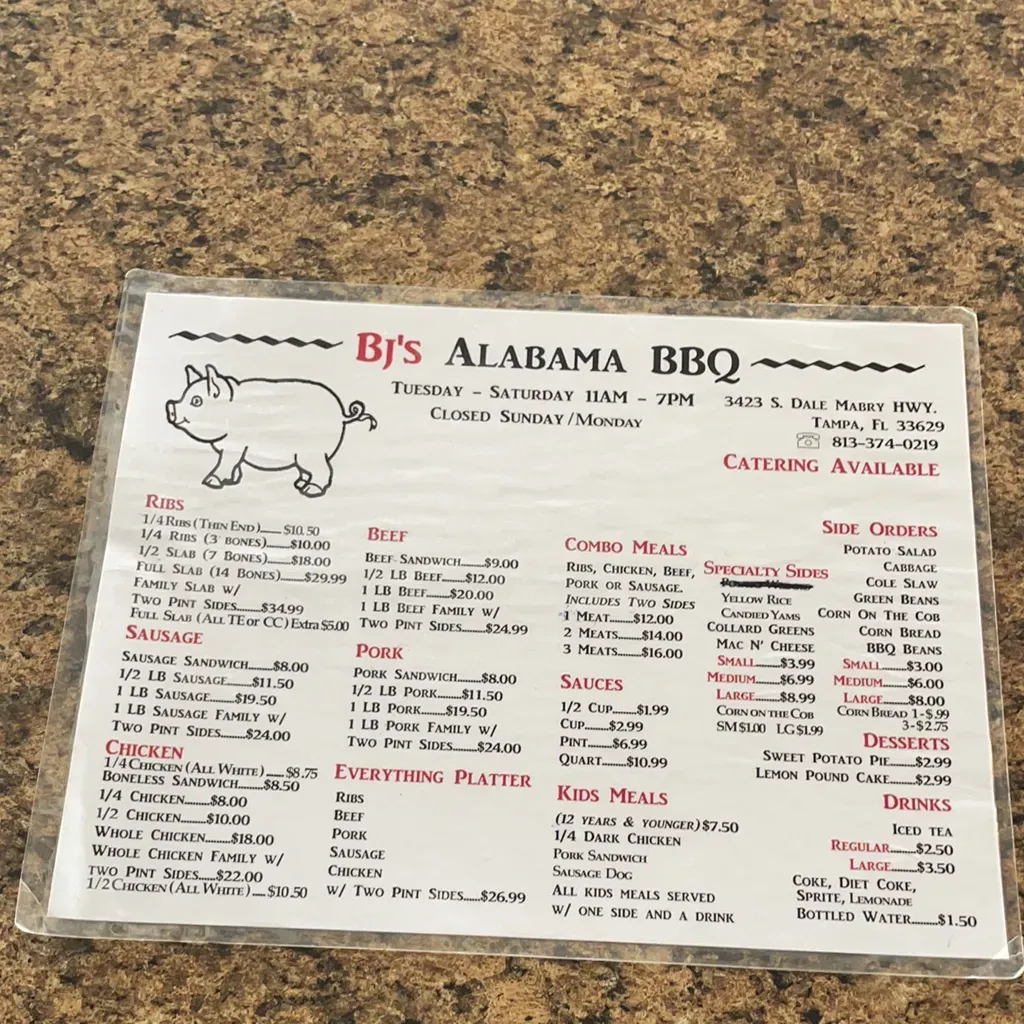 BJ's ALABAMA BBQ
TUESDAY - SATURDAY 11AM - 7PM
CLOSED SUNDAY/MONDAY
3423 S. DALE MABRY HWY.
TAMPA, FL 33629
813-374-0219
CATERING AVAILABLE
RIBS
1/4 RIBS (THIN END)......$10.50
1/4 RIBS (3 BONES)......$10.00
1/2 SLAB (7 BONES)......$18.00
FULL SLAB (14 BONES)......$29.99
FAMILY SLAB W/
TWO PINT SIDES......$34.99
FULL SLAB (ALL TE or CC) Extra $5.00
SAUSAGE
SAUSAGE SANDWICH......$8.00
1/2 LB SAUSAGE......$11.50
1 LB SAUSAGE......$19.50
1 LB SAUSAGE FAMILY W/
TWO PINT SIDES......$24.00
CHICKEN
1/4 CHICKEN (ALL WHITE)......$8.75
BONELESS SANDWICH......$8.50
1/4 CHICKEN......$8.00
1/2 CHICKEN......$10.00
WHOLE CHICKEN......$18.00
WHOLE CHICKEN FAMILY W/
TWO PINT SIDES......$22.00
1/2 CHICKEN (ALL WHITE)......$10.50
BEEF
BEEF SANDWICH......$9.00
1/2 LB BEEF......$12.00
1 LB BEEF......$20.00
1 LB BEEF FAMILY W/
TWO PINT SIDES......$24.99
PORK
PORK SANDWICH......$8.00
1/2 LB PORK......$11.50
1 LB PORK......$19.50
1 LB PORK FAMILY W/
TWO PINT SIDES......$24.00
EVERYTHING PLATTER
RIBS
BEEF
PORK
SAUSAGE
CHICKEN
W/ TWO PINT SIDES......$26.99
COMBO MEALS
RIBS, CHICKEN, BEEF,
PORK OR SAUSAGE.
INCLUDES TWO SIDES
1 MEAT......$12.00
2 MEATS......$14.00
3 MEATS......$16.00
SAUCES
1/2 CUP......$1.99
CUP......$2.99
PINT......$6.99
QUART......$10.99
KIDS MEALS
(12 YEARS & YOUNGER) $7.50
1/4 DARK CHICKEN
PORK SANDWICH
SAUSAGE DOG
ALL KIDS MEALS SERVED
W/ ONE SIDE AND A DRINK
SPECIALTY SIDES
YELLOW RICE
CANDIED YAMS
COLLARD GREENS
MAC N' CHEESE
SMALL......$3.99
MEDIUM......$6.99
LARGE......$8.99
CORN ON THE COB
SM $1.00 LG $1.99
SIDE ORDERS
POTATO SALAD
CABBAGE
COLE SLAW
GREEN BEANS
CORN ON THE COB
CORN BREAD
BBQ BEANS
SMALL......$3.00
MEDIUM......$6.00
LARGE......$8.00
CORN BREAD 1-$.99
3-$2.75
DESSERTS
SWEET POTATO PIE......$2.99
LEMON POUND CAKE......$2.99
DRINKS
ICED TEA
REGULAR......$2.50
LARGE......$3.50
COKE, DIET COKE,
SPRITE, LEMONADE
BOTTLED WATER......$1.50